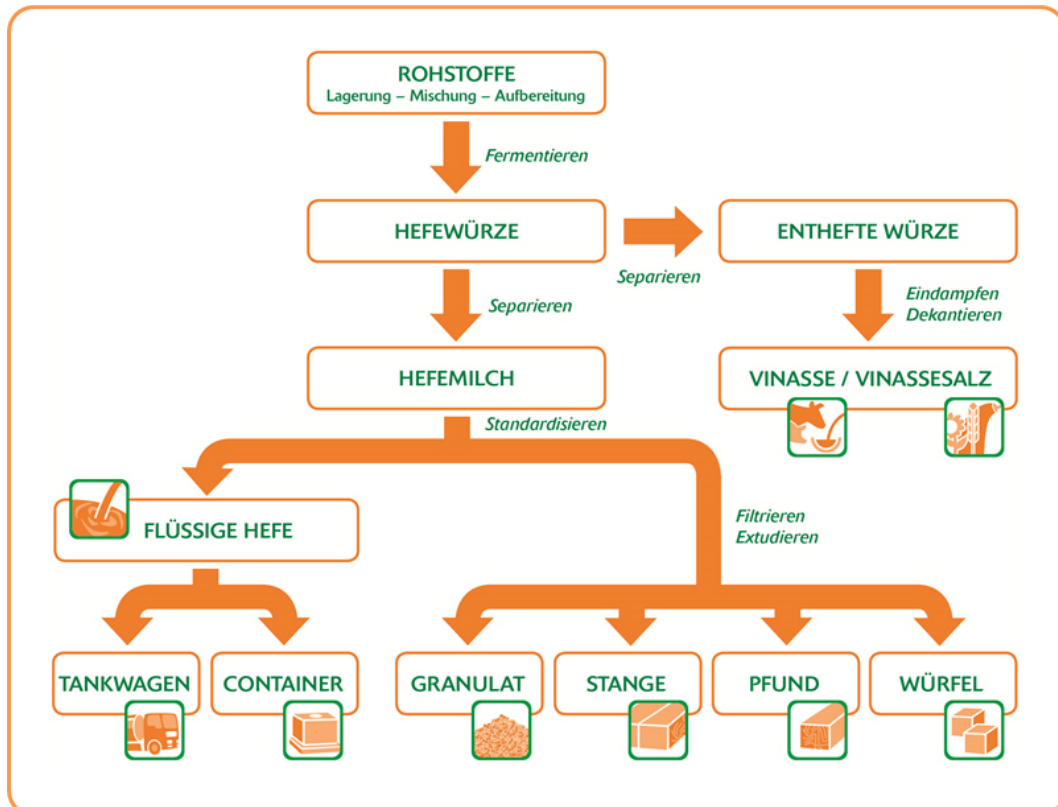 ROHSTOFFE
Lagerung – Mischung – Aufbereitung
Fermentieren
HEFEWÜRZE
ENTHEFTE WÜRZE
Separieren
Separieren
Eindampfen
Dekantieren
HEFEMILCH
VINASSE / VINASSESALZ
Standardisieren
FLÜSSIGE HEFE
Filtrieren
Extudieren
TANKWAGEN
CONTAINER
GRANULAT
STANGE
PFUND
WÜRFEL